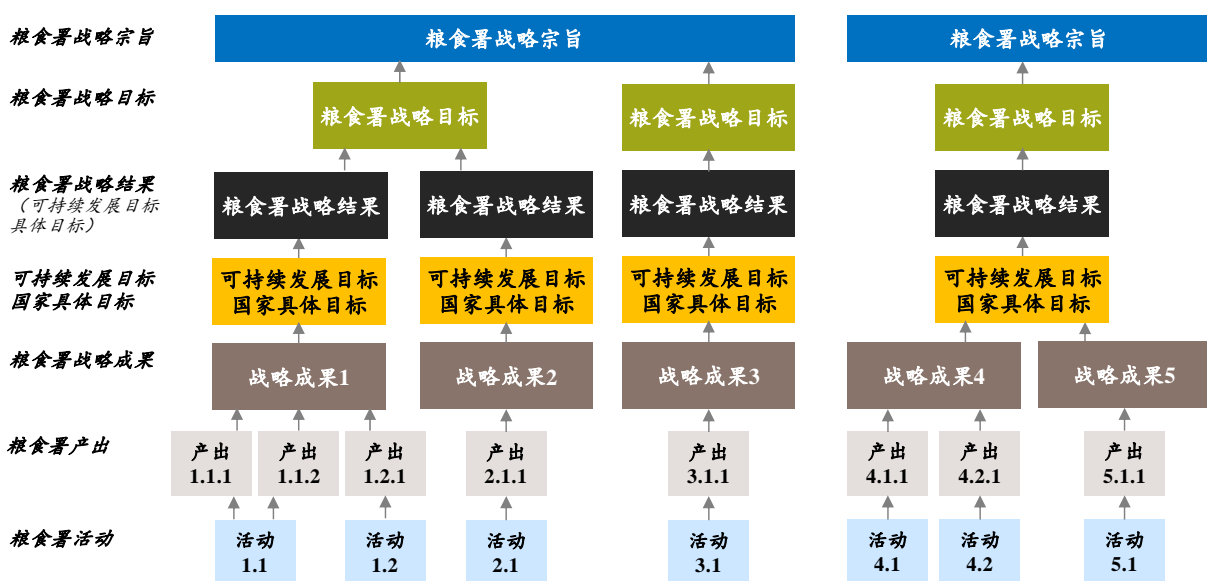 粮食署战略宗旨
粮食署战略宗旨
粮食署战略宗旨
粮食署战略目标
粮食署战略目标
粮食署战略目标
粮食署战略目标
粮食署战略结果
（可持续发展目标
具体目标）
粮食署战略结果
粮食署战略结果
粮食署战略结果
粮食署战略结果
可持续发展目标
国家具体目标
可持续发展目标
国家具体目标
可持续发展目标
国家具体目标
可持续发展目标
国家具体目标
可持续发展目标
国家具体目标
粮食署战略成果
战略成果1
战略成果2
战略成果3
战略成果4
战略成果5
粮食署产出
产出
1.1.1
产出
1.1.2
产出
1.2.1
产出
2.1.1
产出
3.1.1
产出
4.1.1
产出
4.2.1
产出
5.1.1
粮食署活动
活动
1.1
活动
1.2
活动
2.1
活动
3.1
活动
4.1
活动
4.2
活动
5.1